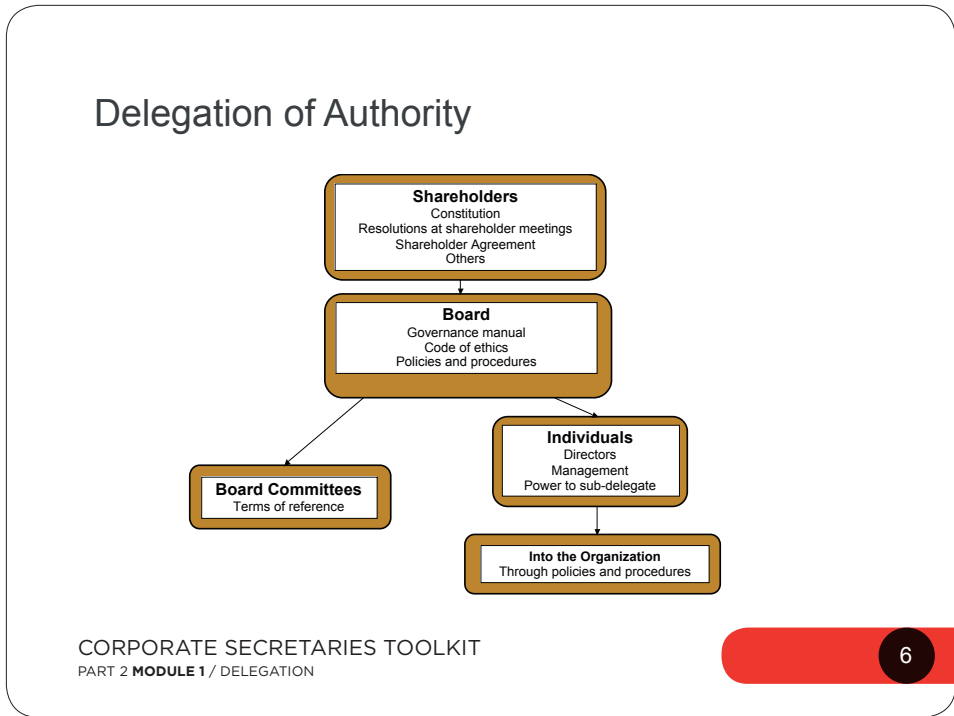 Delegation of Authority
Shareholders
Constitution
Resolutions at shareholder meetings
Shareholder Agreement
Others
Board
Governance manual
Code of ethics
Policies and procedures
Board Committees
Terms of reference
Individuals
Directors
Management
Power to sub-delegate
Into the Organization
Through policies and procedures
CORPORATE SECRETARIES TOOLKIT
PART 2 MODULE 1 / DELEGATION
6